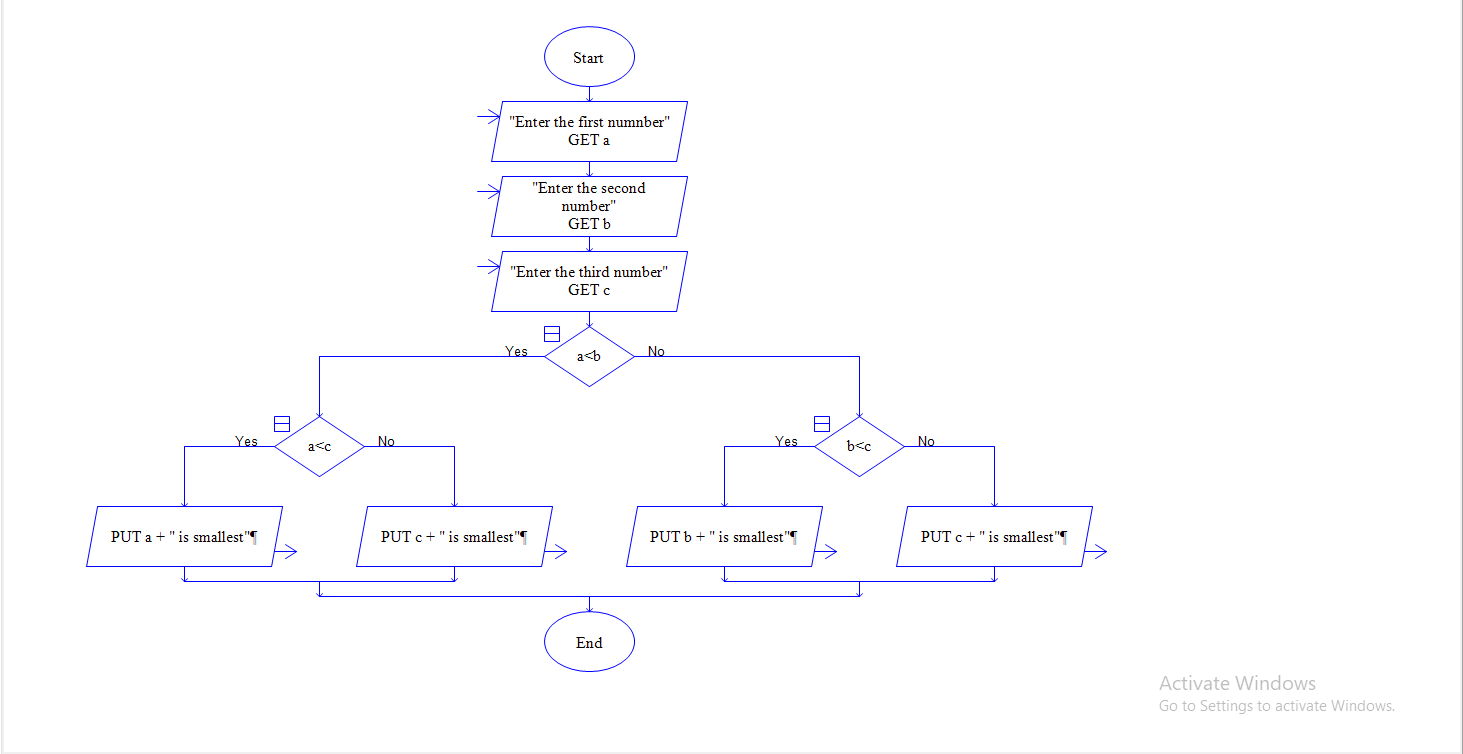 Start
"Enter the first numnber"
GET a
"Enter the second
number"
GET b
"Enter the third number"
GET c
Yes
a<b
No
Yes
a<c
No
Yes
b<c
No
PUT a + " is smallest"¶
PUT c + " is smallest"¶
PUT b + " is smallest"¶
PUT c + " is smallest"¶
End
Activate Windows
Go to Settings to activate Windows.